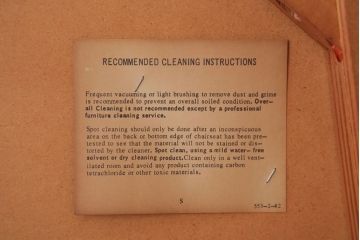 RECOMMENDED CLEANING INSTRUCTIONS
Frequent vacuuming or light brushing to remove dust and grime
is recommended to prevent an overall soiled condition. Over-
all Cleaning is not recommended except by a professional
furniture cleaning service.
Spot cleaning should only be done after an inconspicuous
area on the back or bottom edge of chairseat has been pre-
tested to see that the material will not be stained or dis-
torted by the cleaner. Spot clean, using a mild water- free
solvent or dry cleaning product. Clean only in a well vent-
ilated room and avoid any product containing carbon
tetrachloride or other toxic materials.
S